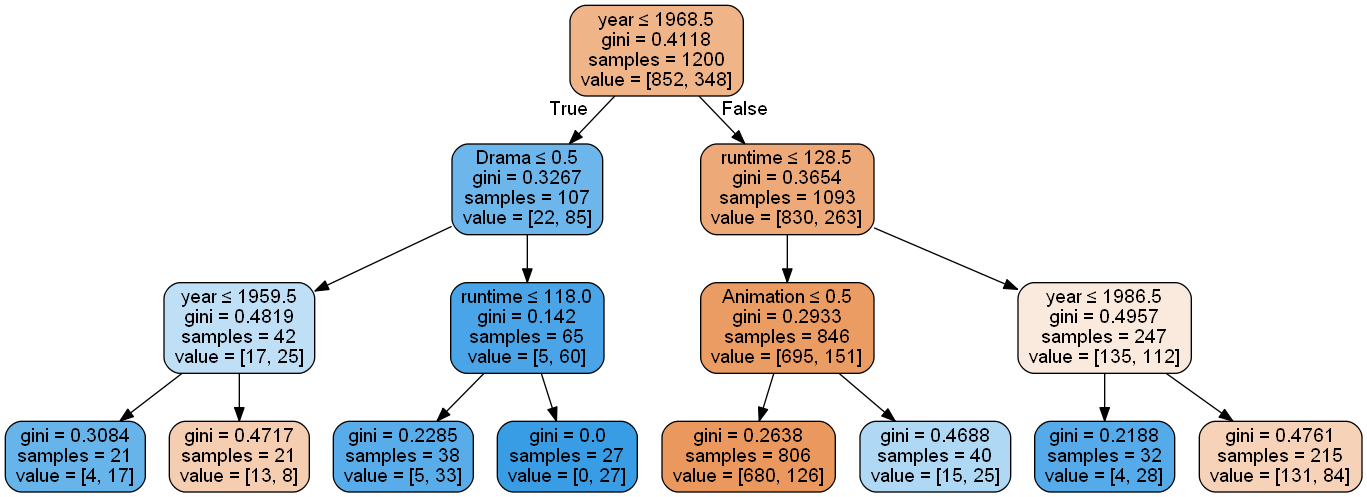 year ≤ 1968.5
gini = 0.4118
samples = 1200
value = [852, 348]
True
False
Drama ≤ 0.5
gini = 0.3267
samples = 107
value = [22, 85]
runtime ≤ 128.5
gini = 0.3654
samples = 1093
value = [830, 263]
year ≤ 1959.5
gini = 0.4819
samples = 42
value = [17, 25]
runtime ≤ 118.0
gini = 0.142
samples = 65
value = [5, 60]
Animation ≤ 0.5
gini = 0.2933
samples = 846
value = [695, 151]
year ≤ 1986.5
gini = 0.4957
samples = 247
value = [135, 112]
gini = 0.3084
samples = 21
value = [4, 17]
gini = 0.4717
samples = 21
value = [13, 8]
gini = 0.2285
samples = 38
value = [5, 33]
gini = 0.0
samples = 27
value = [0, 27]
gini = 0.2638
samples = 806
value = [680, 126]
gini = 0.4688
samples = 40
value = [15, 25]
gini = 0.2188
samples = 32
value = [4, 28]
gini = 0.4761
samples = 215
value = [131, 84]